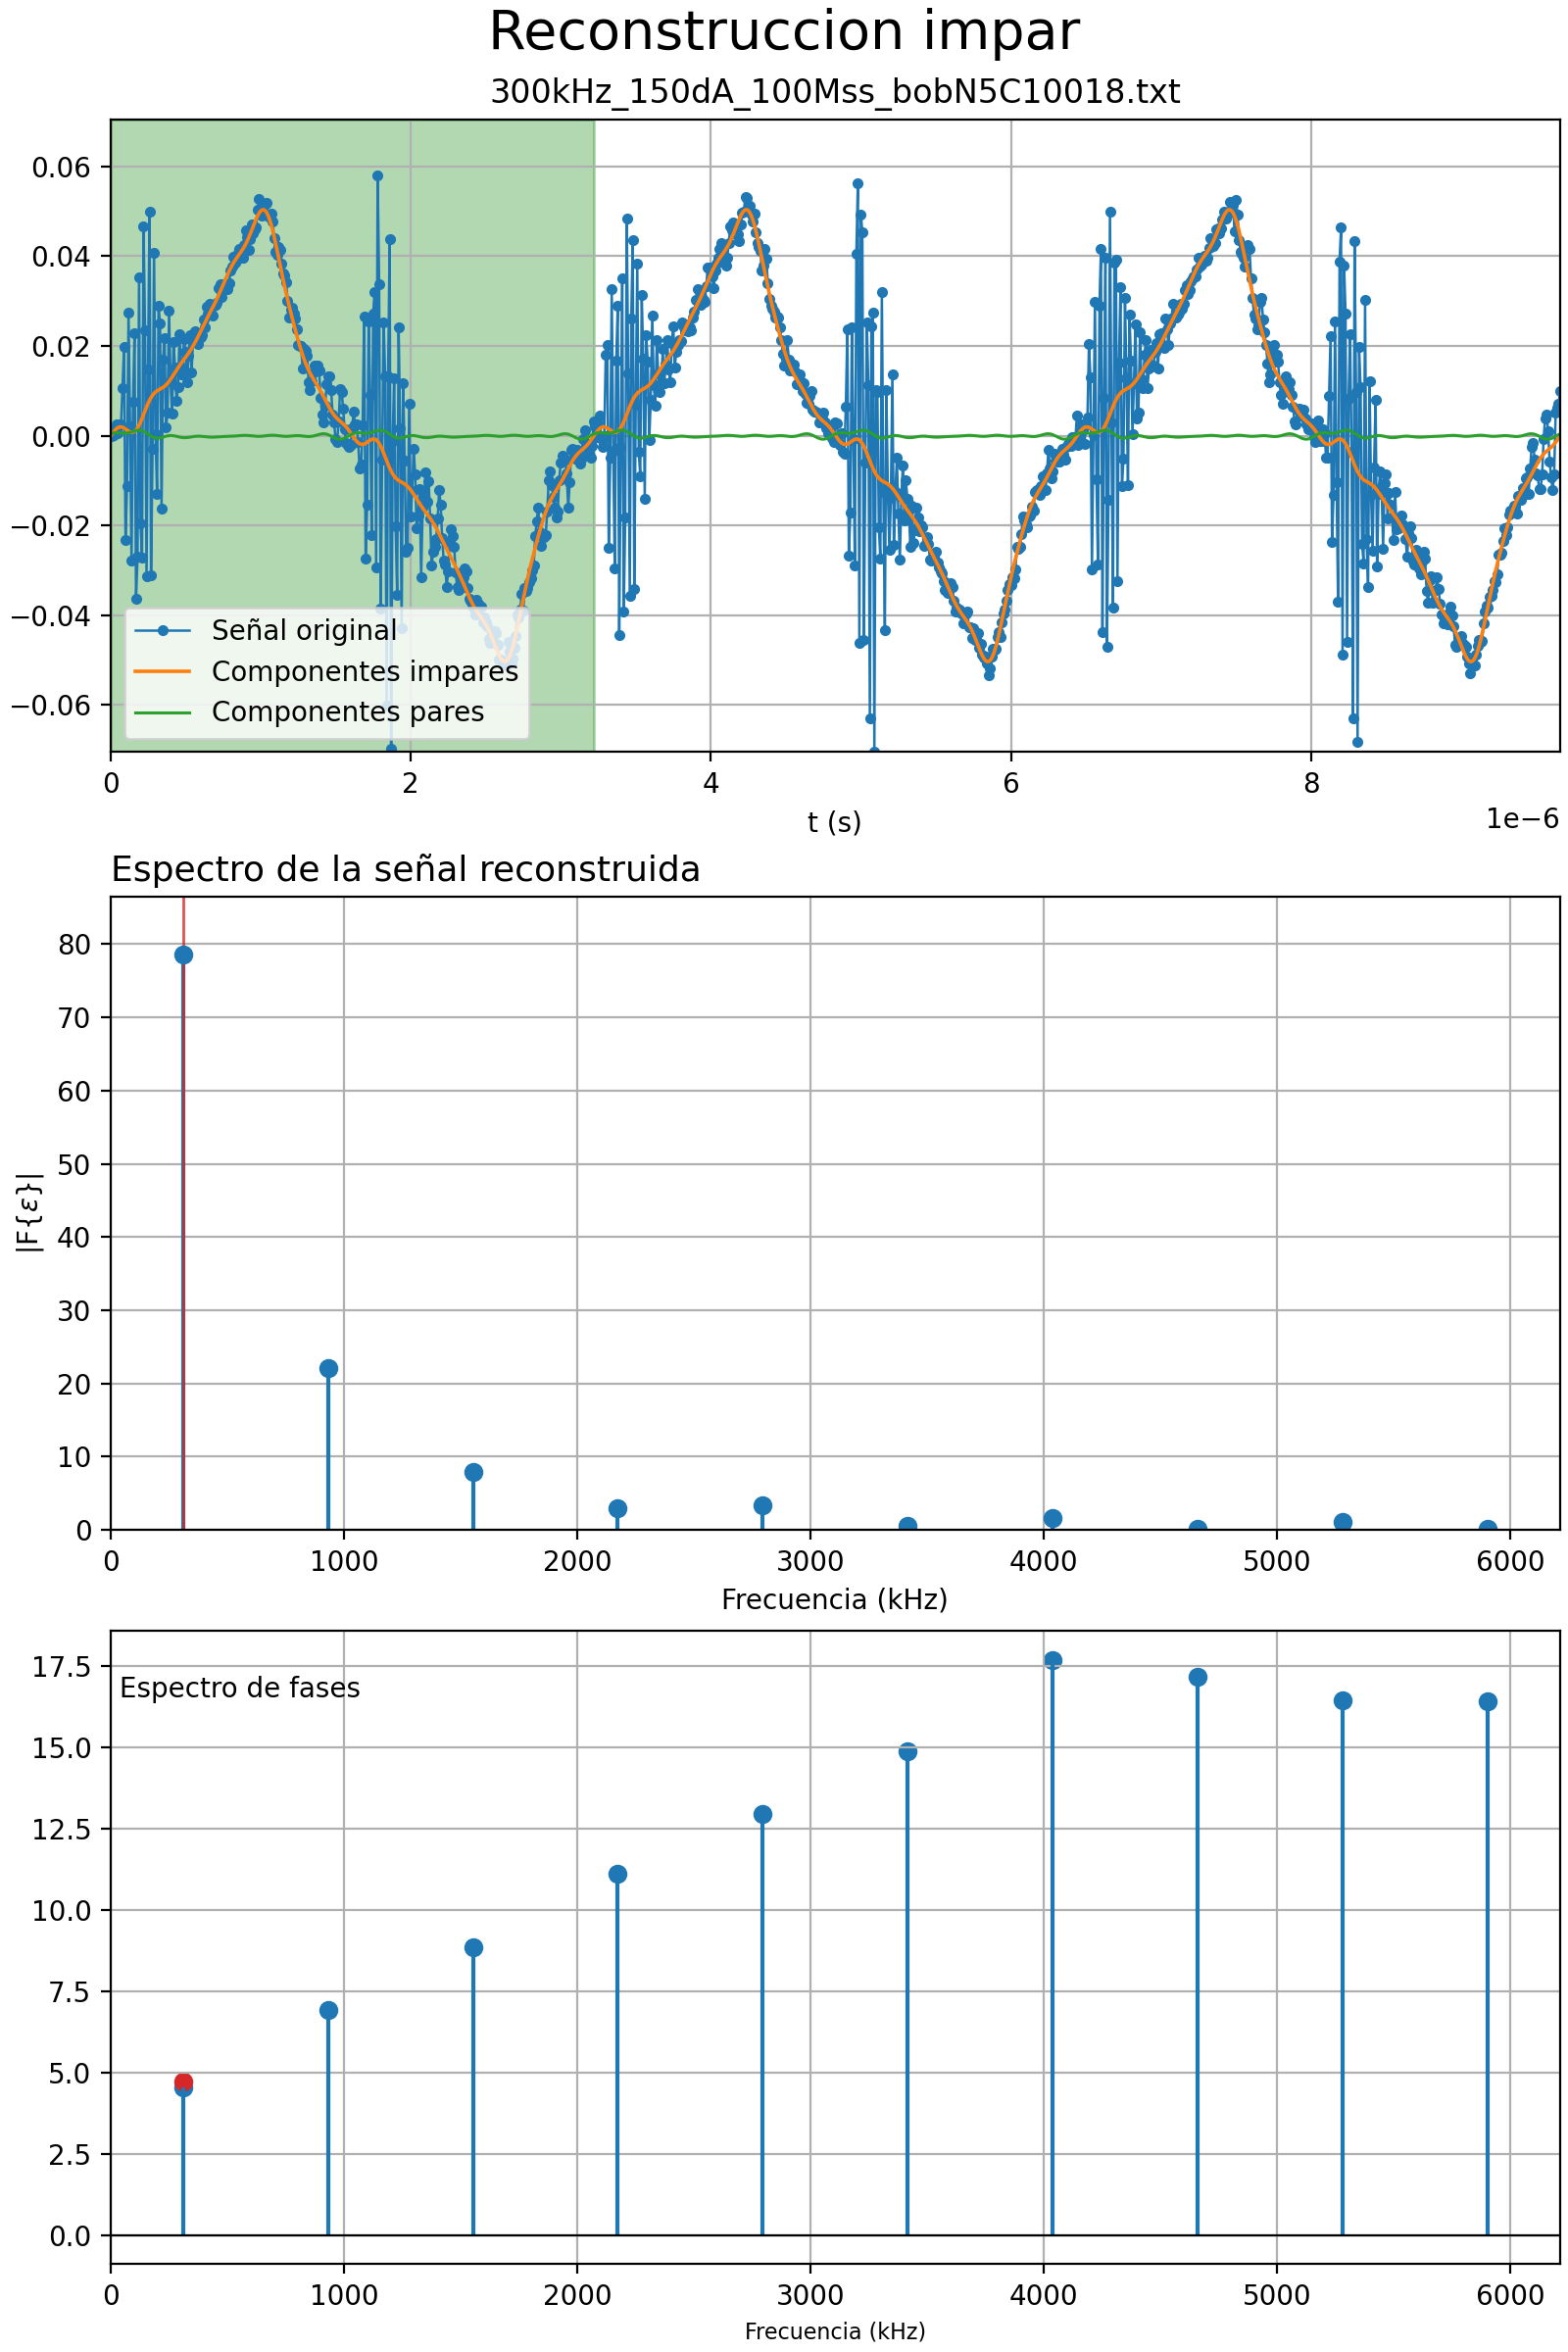 Reconstruccion impar
300kHz_150dA_100Mss_bobN5C10018.txt
0.06
0.04
0.02
0.00
−0.02
−0.04
−0.06
Señal original
Componentes impares
Componentes pares
0 2 4 6 8
t (s)
1e−6
Espectro de la señal reconstruida
80
70
60
50
40
30
20
10
0
|F{ε}|
0 1000 2000 3000 4000 5000 6000
Frecuencia (kHz)
17.5
Espectro de fases
15.0
12.5
10.0
7.5
5.0
2.5
0.0
0 1000 2000 3000 4000 5000 6000
Frecuencia (kHz)